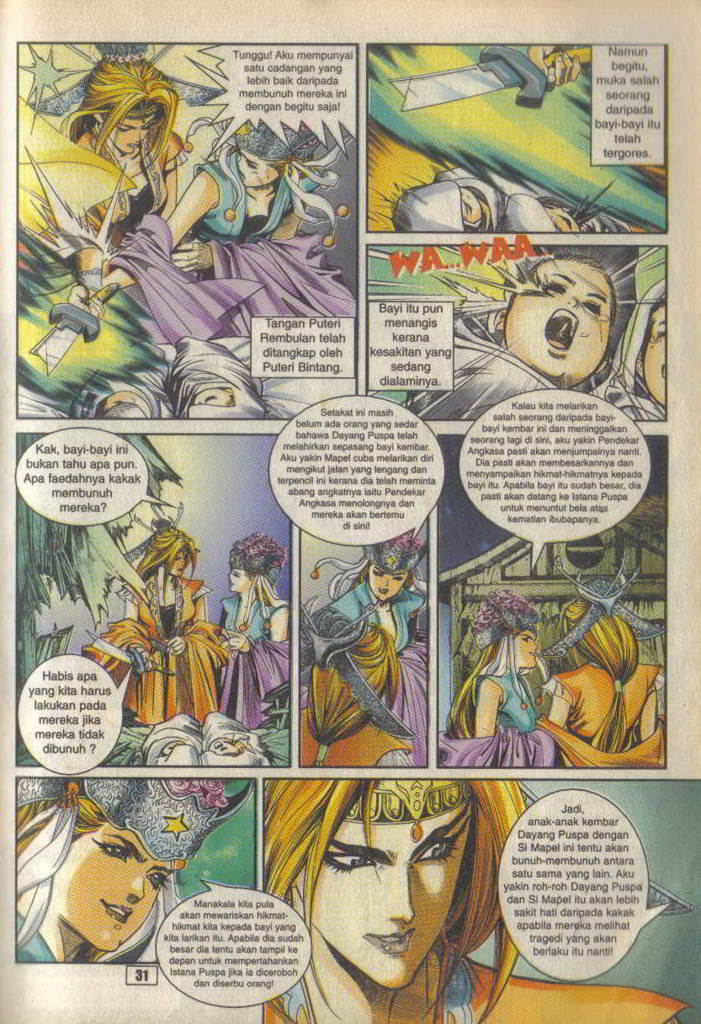 Tunggu! Aku mempunyai
satu cadangan yang
lebih baik daripada
membunuh mereka ini
dengan begitu saja!
Tangan Puteri
Rembulan telah
ditangkap oleh
Puteri Bintang.
Namun
begitu,
muka salah
seorang
daripada
bayi-bayi itu
telah
tergores.
WA...WAA...
Bayi itu pun
menangis
kerana
kesakitan yang
sedang
dialaminya.
Kak, bayi-bayi ini
bukan tahu apa pun.
Apa faedahnya kakak
membunuh
mereka?
Habis apa
yang kita harus
lakukan pada
mereka jika
mereka tidak
dibunuh ?
Setakat ini masih
belum ada orang yang sedar
bahawa Dayang Puspa telah
melahirkan sepasang bayi kembar.
Aku yakin Mapel cuba melarikan diri
mengikut jalan yang lengang dan
terpencil ini kerana dia telah meminta
abang angkatnya iaitu Pendekar
Angkasa menolongnya dan
mereka akan bertemu
di sini!
Kalau kita melarikan
salah seorang daripada bayi-
bayi kembar ini dan meninggalkan
seorang lagi di sini, aku yakin Pendekar
Angkasa pasti akan menjumpainya nanti.
Dia pasti akan membesarkannya dan
menyampaikan hikmat-hikmatnya kepada
bayi itu. Apabila bayi itu sudah besar, dia
pasti akan datang ke Istana Puspa
untuk menuntut bela atas
kematian ibubapanya.
Manakala kita pula
akan mewariskan hikmat-
hikmat kita kepada bayi yang
kita larikan itu. Apabila dia sudah
besar dia tentu akan tampil ke
depan untuk mempertahankan
Istana Puspa jika ia diceroboh
dan diserbu orang!
Jadi,
anak-anak kembar
Dayang Puspa dengan
Si Mapel ini tentu akan
bunuh-membunuh antara
satu sama yang lain. Aku
yakin roh-roh Dayang Puspa
dan Si Mapel itu akan lebih
sakit hati daripada kakak
apabila mereka melihat
tragedi yang akan
berlaku itu nanti!
31